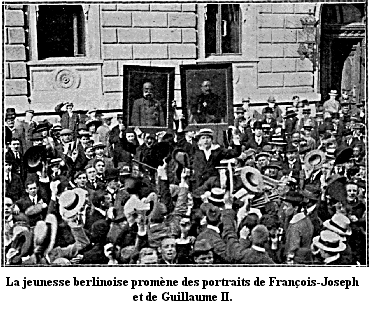 La jeunesse berlinoise promène des portraits de François-Joseph
et de Guillaume II.